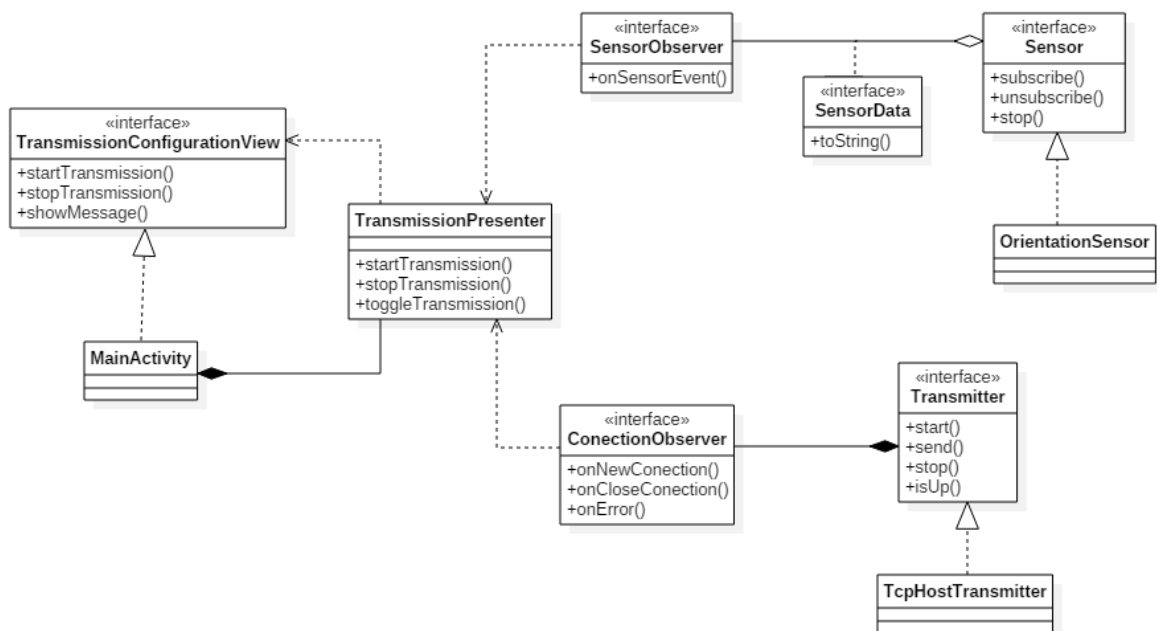 «interface»
SensorObserver
+onSensorEvent()
«interface»
Sensor
+subscribe()
+unsubscribe()
+stop()
«interface»
SensorData
+toString()
«interface»
TransmissionConfigurationView
+startTransmission()
+stopTransmission()
+showMessage()
TransmissionPresenter
+startTransmission()
+stopTransmission()
+toggleTransmission()
OrientationSensor
MainActivity
«interface»
Transmitter
+start()
+send()
+stop()
+isUp()
«interface»
ConectionObserver
+onNewConection()
+onCloseConection()
+onError()
TcpHostTransmitter